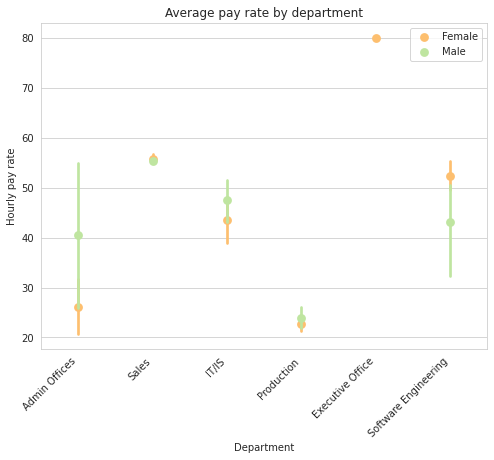 Average pay rate by department
Female
Male
Hourly pay rate
80
70
60
50
40
30
20
Admin Offices
Sales
IT/IS
Production
Executive Office
Software Engineering
Department